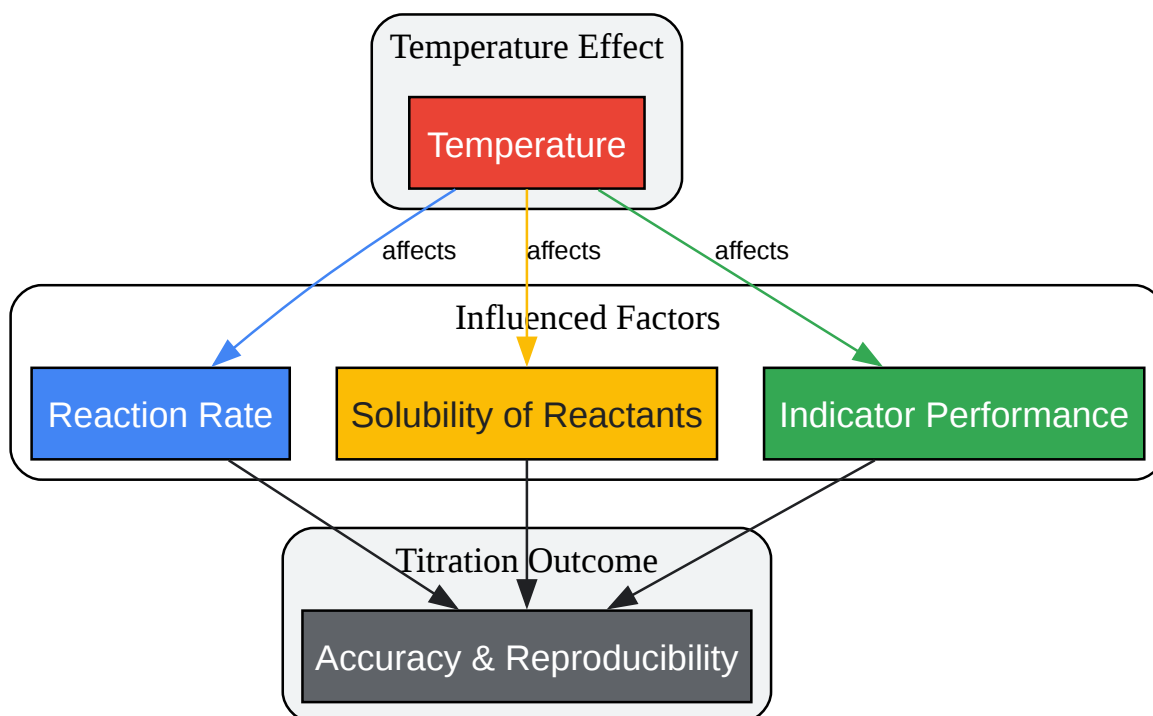 Temperature Effect
Temperature
affects affects affects
Influenced Factors
Reaction Rate Solubility of Reactants Indicator Performance
Titration Outcome
Accuracy & Reproducibility